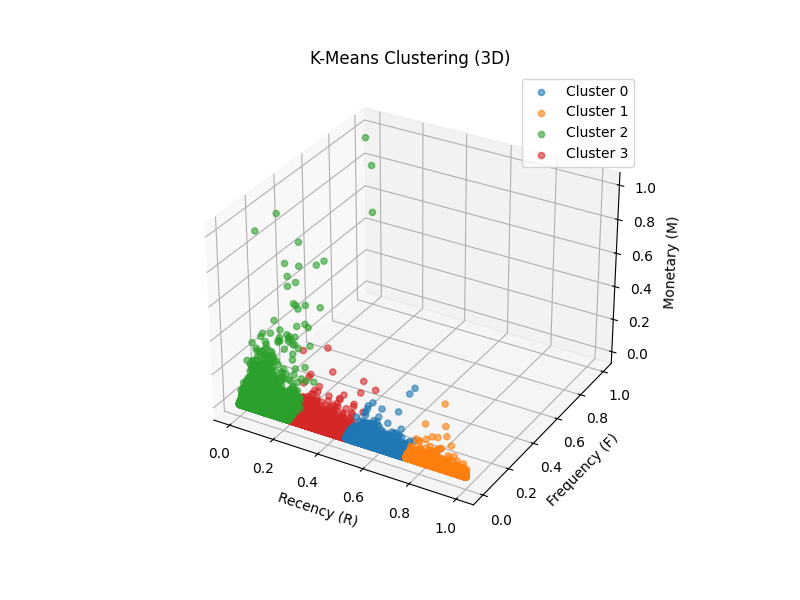 K-Means Clustering (3D)
Cluster 0
Cluster 1
Cluster 2
Cluster 3
1.0
0.8
0.6
0.4
0.2
0.0
Monetary (M)
1.0
0.8
0.6
0.4
0.2
0.0
Frequency (F)
0.0
0.2
0.4
0.6
0.8
1.0
Recency (R)